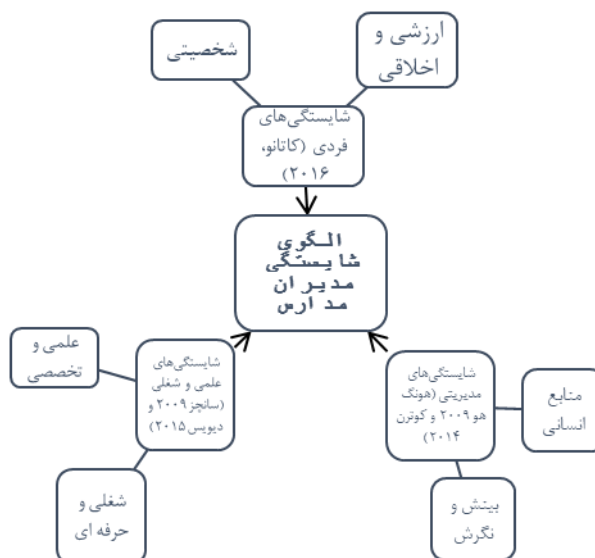 ارزشی و
اخلاقی
شخصیتی
شایستگی‌های
فردی (کاتانو،
۲۰۱۶)
الگوی
شایستگی
مدیران
مدارس
شایستگی‌های
مدیریتی (هونگ
هو ۲۰۰۹ و کوترن
۲۰۱۴)
منابع
انسانی
بینش و
نگرش
شایستگی‌های
علمی و شغلی
(سانچز ۲۰۰۹ و
دیویس ۲۰۱۵)
علمی و
تخصصی
شغلی و
حرفه ای